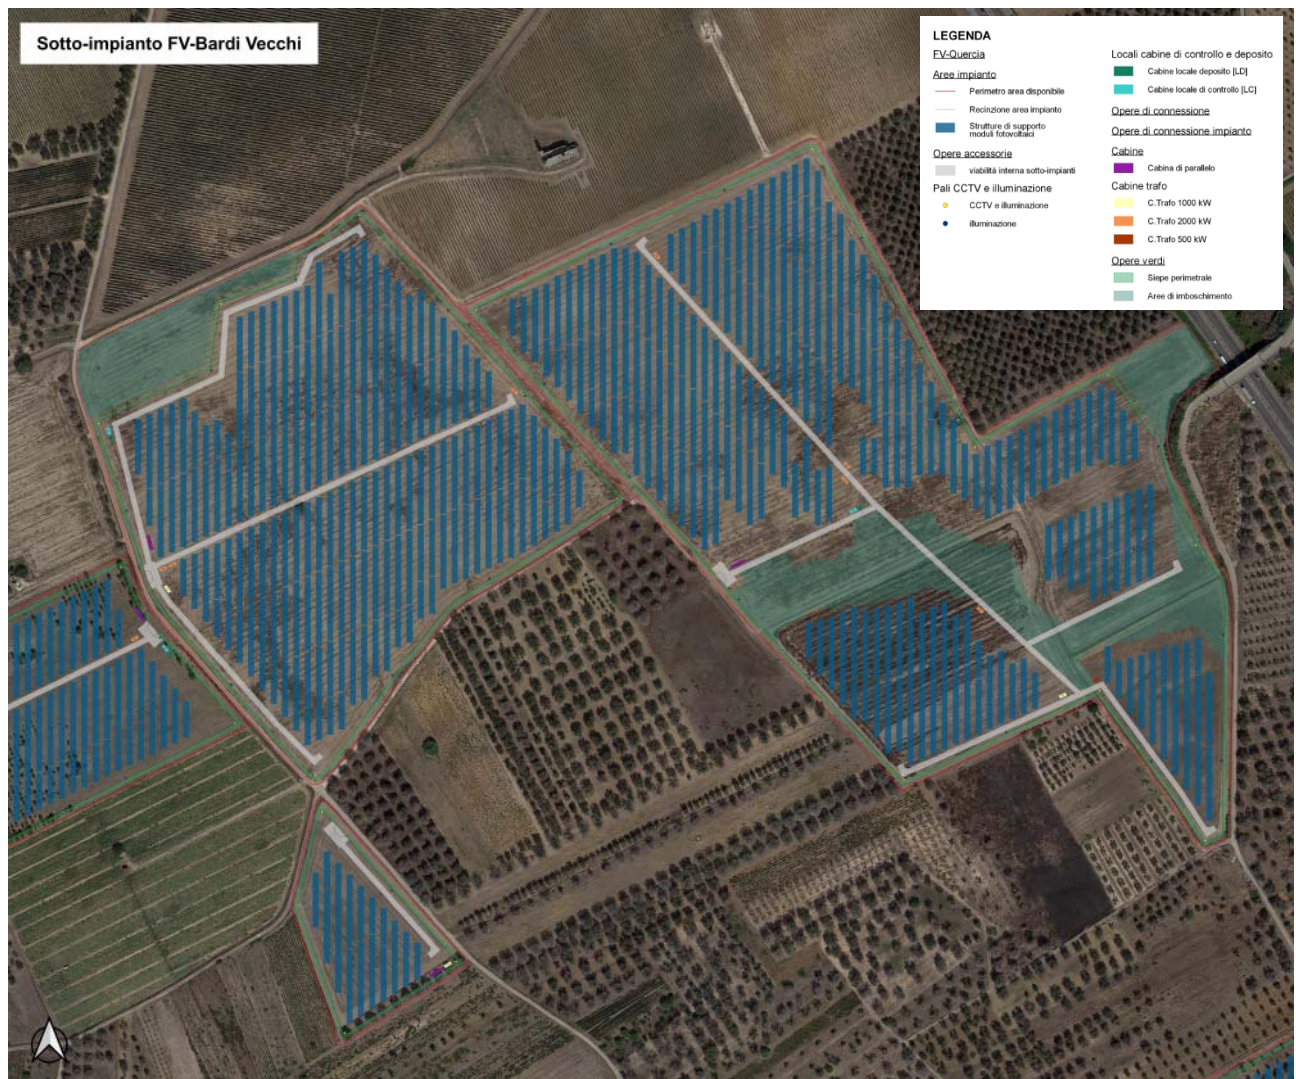 Sotto-impianto FV-Bardi Vecchi
LEGENDA
FV-Quercia
Aree impianto
Perimetro area disponibile
Recinzione area impianto
Strutture di supporto
moduli fotovoltaici
Opere accessorie
viabilità interna sotto-impianti
Pali CCTV e illuminazione
CCTV e illuminazione
illuminazione
Locali cabine di controllo e deposito
Cabine locale deposito [LD]
Cabine locale di controllo [LC]
Opere di connessione
Opere di connessione impianto
Cabine
Cabina di parallelo
Cabine trafo
C.Trafo 1000 kW
C.Trafo 2000 kW
C.Trafo 500 kW
Opere verdi
Siepe perimetrale
Aree di imboschimento